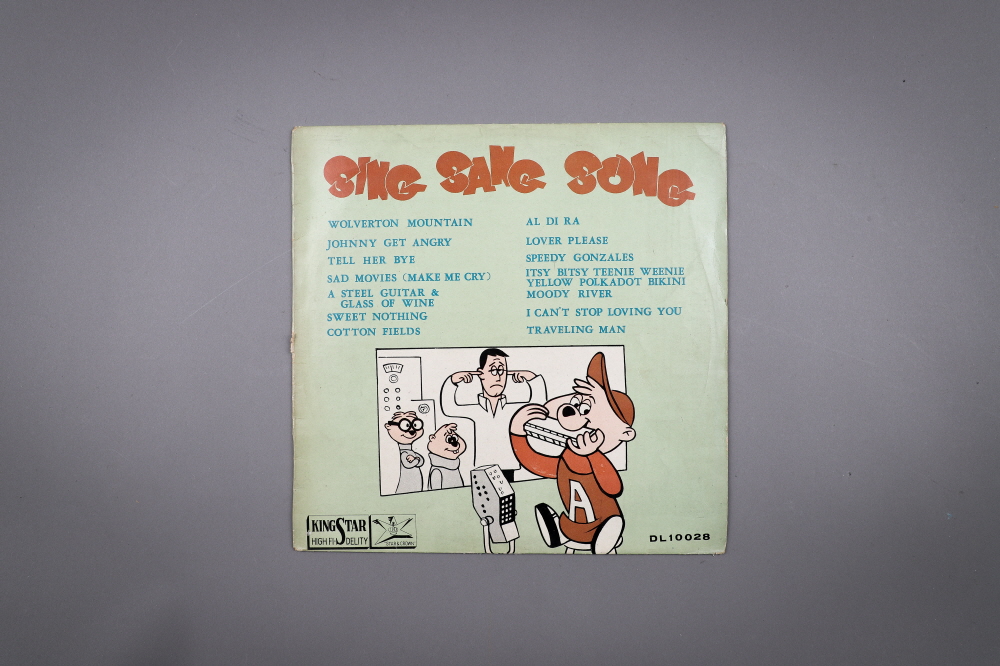 SING SANG SONG
WOLVERTON MOUNTAIN
JOHNNY GET ANGRY
TELL HER BYE
SAD MOVIES (MAKE ME CRY)
A STEEL GUITAR &
GLASS OF WINE
SWEET NOTHING
COTTON FIELDS
AL DI RA
LOVER PLEASE
SPEEDY GONZALES
ITSY BITSY TEENIE WEENIE
YELLOW POLKADOT BIKINI
MOODY RIVER
I CAN'T STOP LOVING YOU
TRAVELING MAN
A
KING STAR
HIGH FIDELITY
STAR & CROWN
DL10028